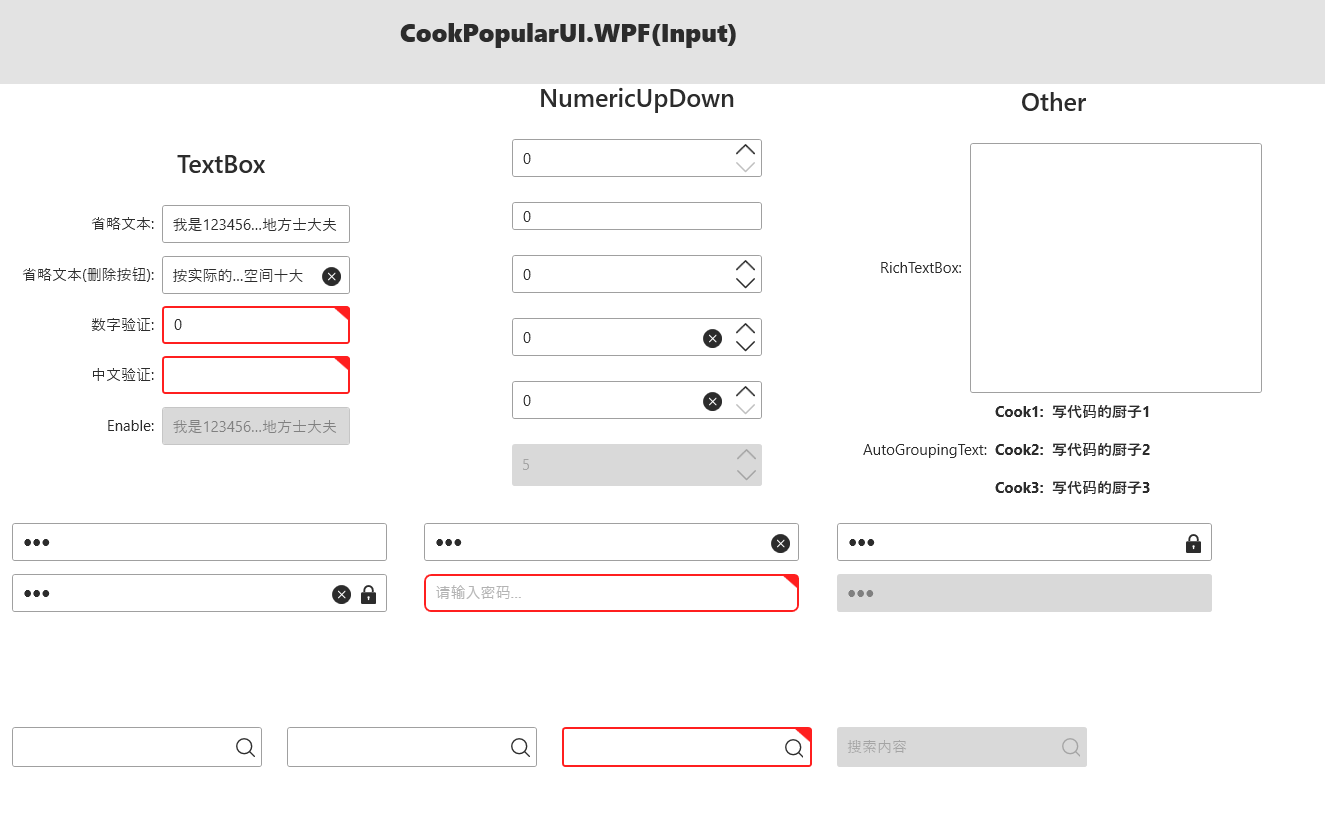 CookPopularUI.WPF(Input)
TextBox
省略文本: 我是123456...地方士大夫
省略文本(删除按钮): 按实际的...空间十大
数字验证: 0
中文验证:
Enable: 我是123456...地方士大夫
NumericUpDown
0
0
0
0
0
5
Other
RichTextBox:
AutoGroupingText:
Cook1: 写代码的厨子1
Cook2: 写代码的厨子2
Cook3: 写代码的厨子3
●●●
●●●
●●●
●●●
请输入密码...
●●●
搜索内容